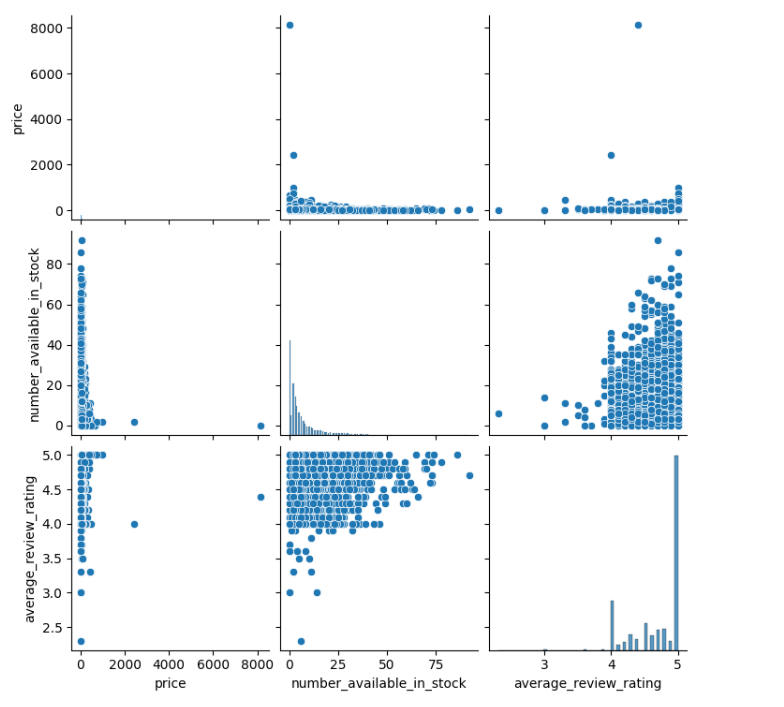 8000
6000
4000
2000
0
price
80
60
40
20
0
number_available_in_stock
5.0
4.5
4.0
3.5
3.0
2.5
average_review_rating
0 2000 4000 6000 8000
0 25 50 75
3 4 5
price
number_available_in_stock
average_review_rating